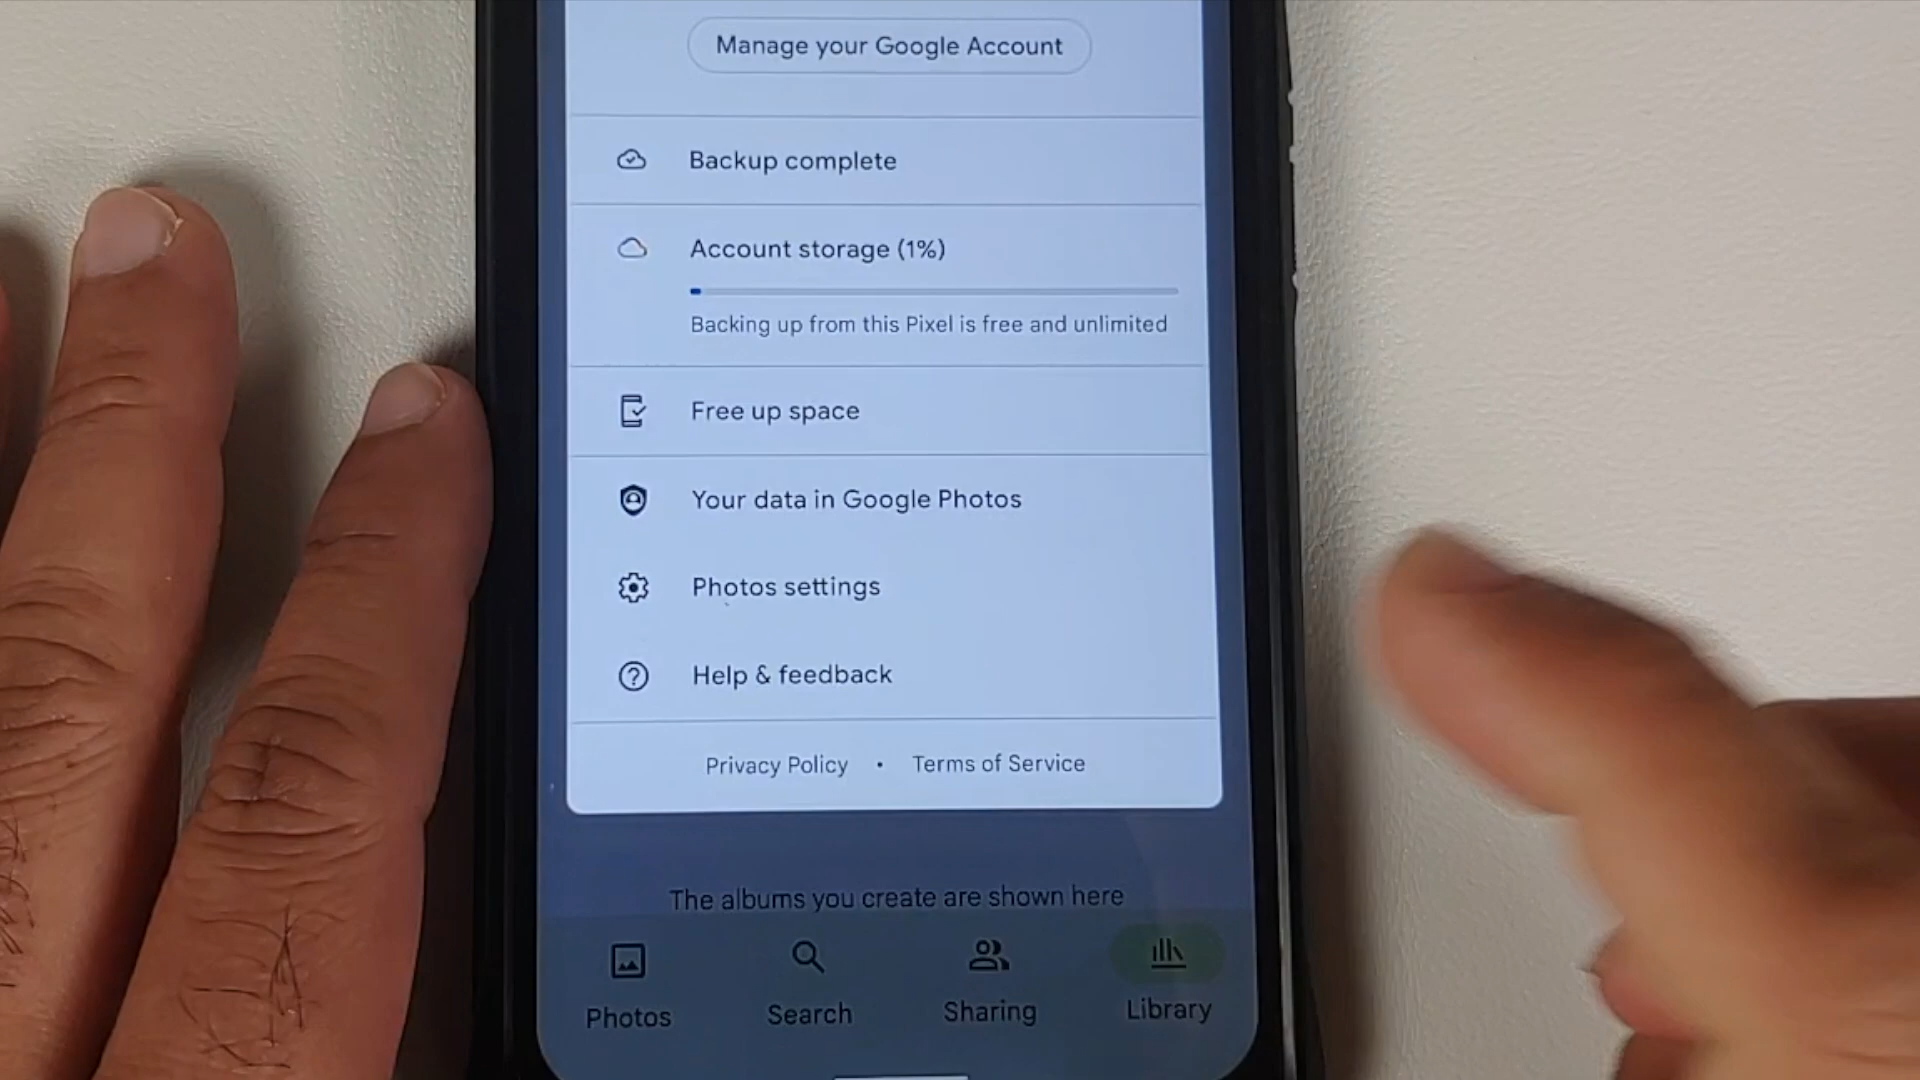 Manage your Google Account
Backup complete
Account storage (1%)
Backing up from this Pixel is free and unlimited
Free up space
Your data in Google Photos
Photos settings
Help & feedback
Privacy Policy • Terms of Service
The albums you create are shown here
Photos Search Sharing Library